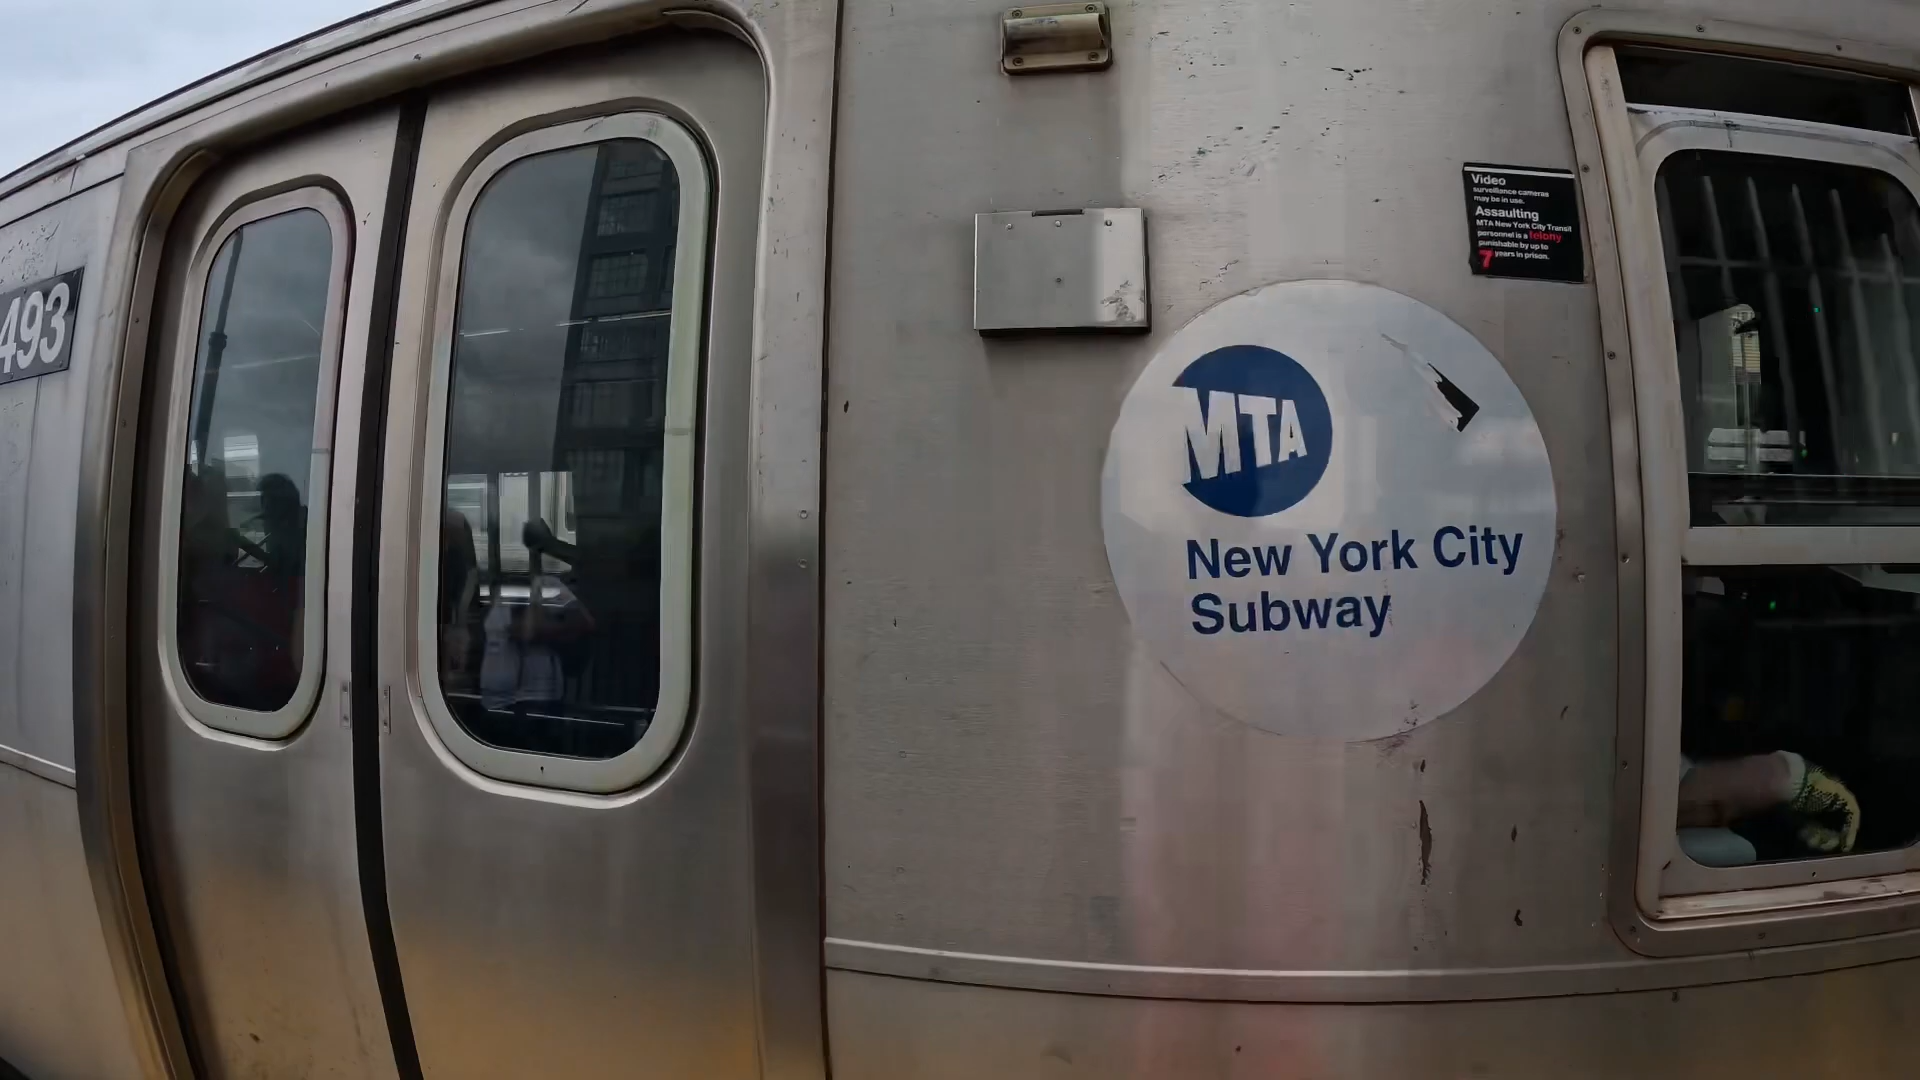 493
Video
surveillance cameras
may be in use.
Assaulting
MTA New York City Transit
personnel is a felony
punishable by up to
7 years in prison.
MTA
New York City
Subway